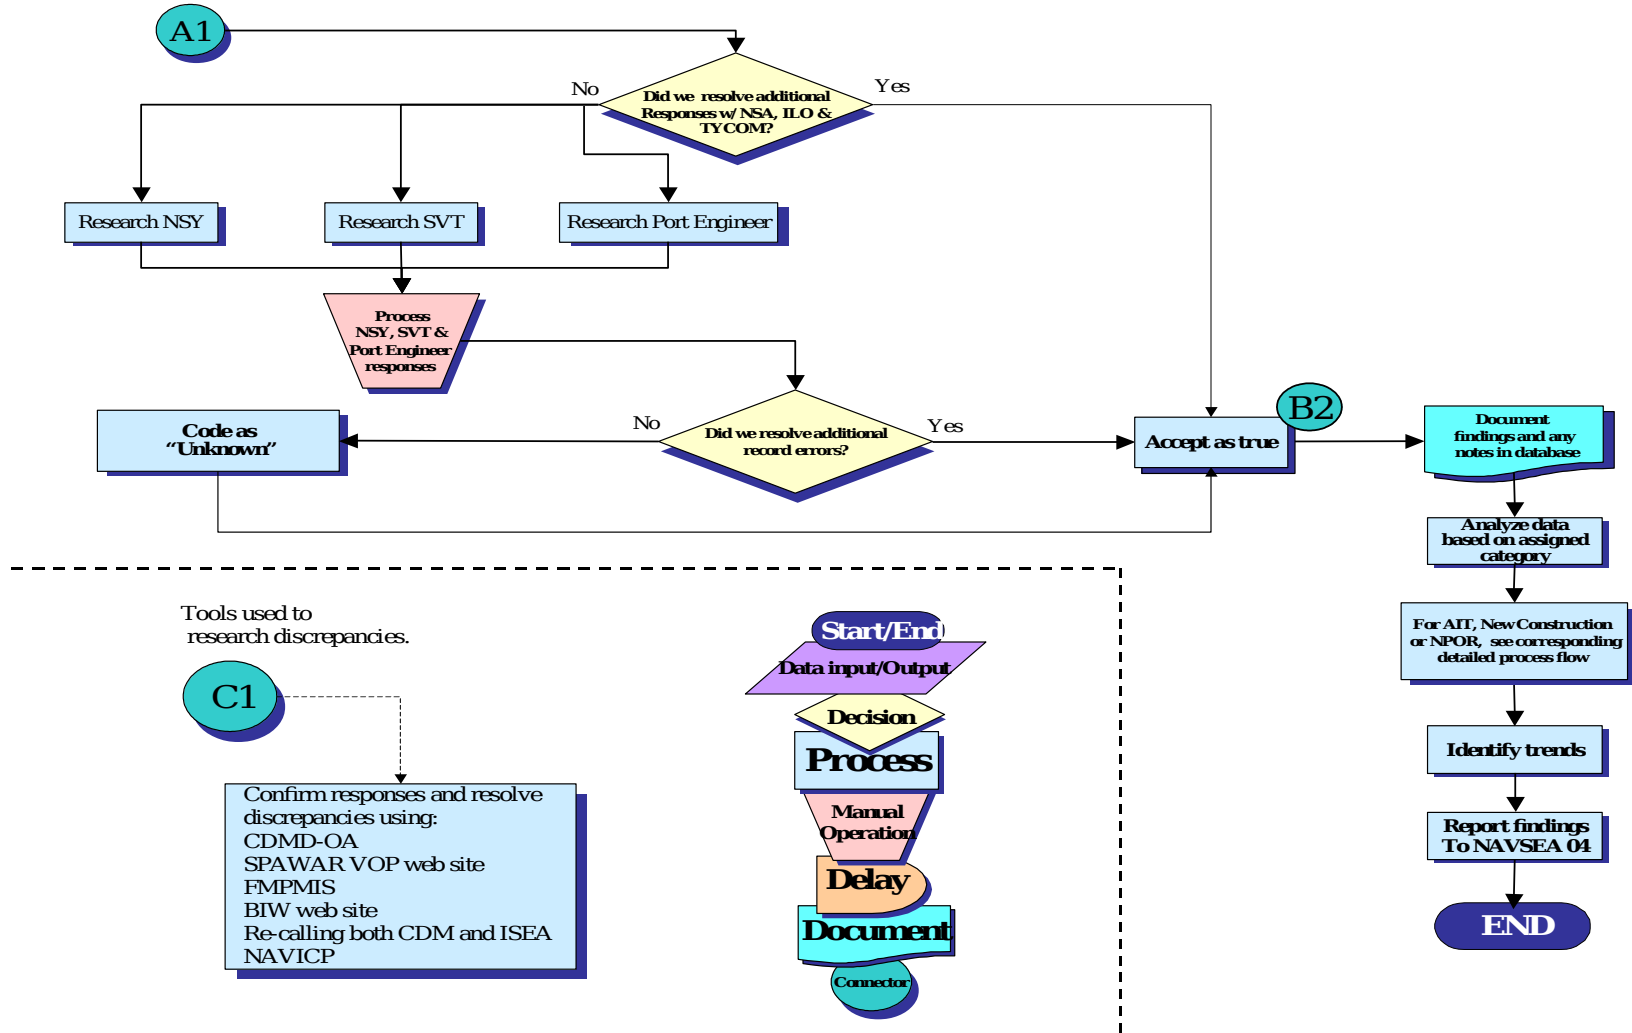 A1
No
Yes
Did we resolve additional
Responses w/ NSA, ILO &
TYCOM?
Research NSY
Research SVT
Research Port Engineer
Process
NSY, SVT &
Port Engineer
responses
Code as
“Unknown”
No
Did we resolve additional
record errors?
Yes
Accept as true
B2
Document
findings and any
notes in database
Analyze data
based on assigned
category
For AIT, New Construction
or NPOR, see corresponding
detailed process flow
Identify trends
Report findings
To NAVSEA 04
END
Tools used to
research discrepancies.
C1
Confirm responses and resolve
discrepancies using:
CDMD-OA
SPAWAR VOP web site
FMPMIS
BIW web site
Re-calling both CDM and ISEA
NAVICP
Start/End
Data input/Output
Decision
Process
Manual
Operation
Delay
Document
Connector